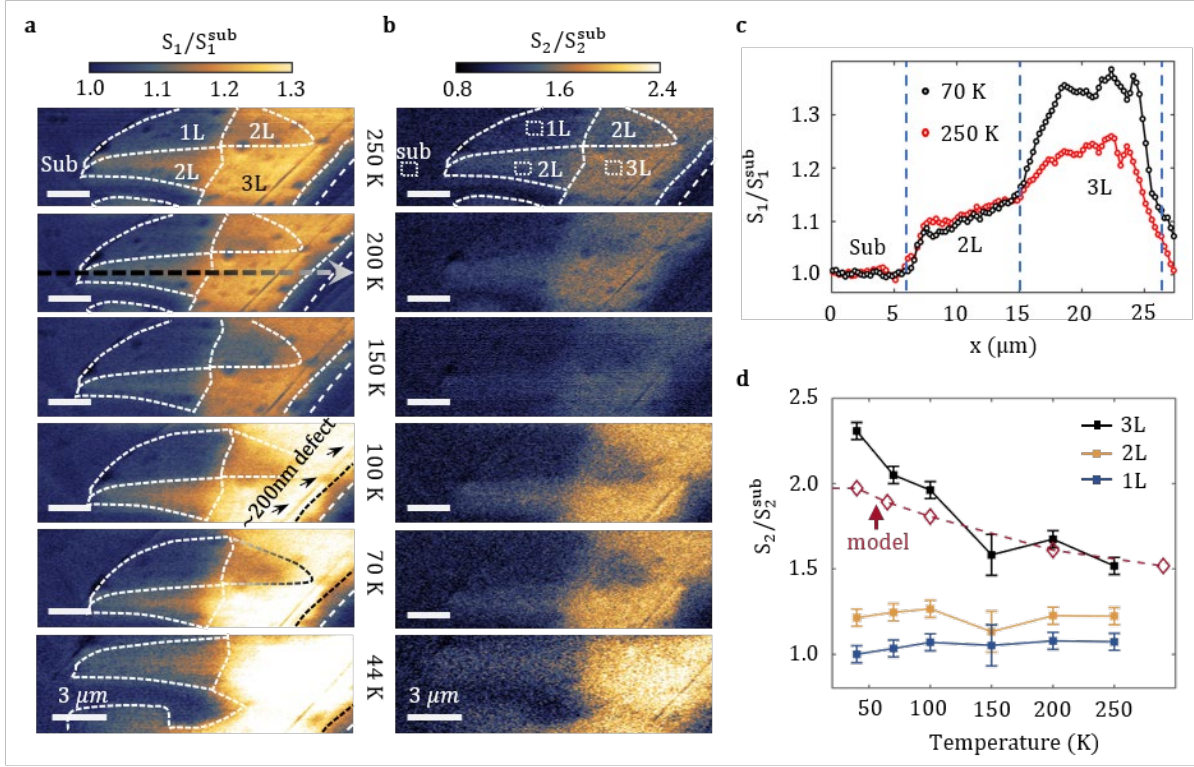 a
S₁/S₁ˢᵘᵇ
1.0 1.1 1.2 1.3
1L 2L
Sub
2L 3L
~200nm defect
3 μm
250 K
200 K
150 K
100 K
70 K
44 K
b
S₂/S₂ˢᵘᵇ
0.8 1.6 2.4
1L 2L
sub
2L 3L
3 μm
c
S₁/S₁ˢᵘᵇ
1.3
1.2
1.1
1.0
70 K
250 K
3L
2L
Sub
0 5 10 15 20 25
x (μm)
d
S₂/S₂ˢᵘᵇ
2.5
2.0
1.5
1.0
3L
2L
1L
model
50 100 150 200 250
Temperature (K)